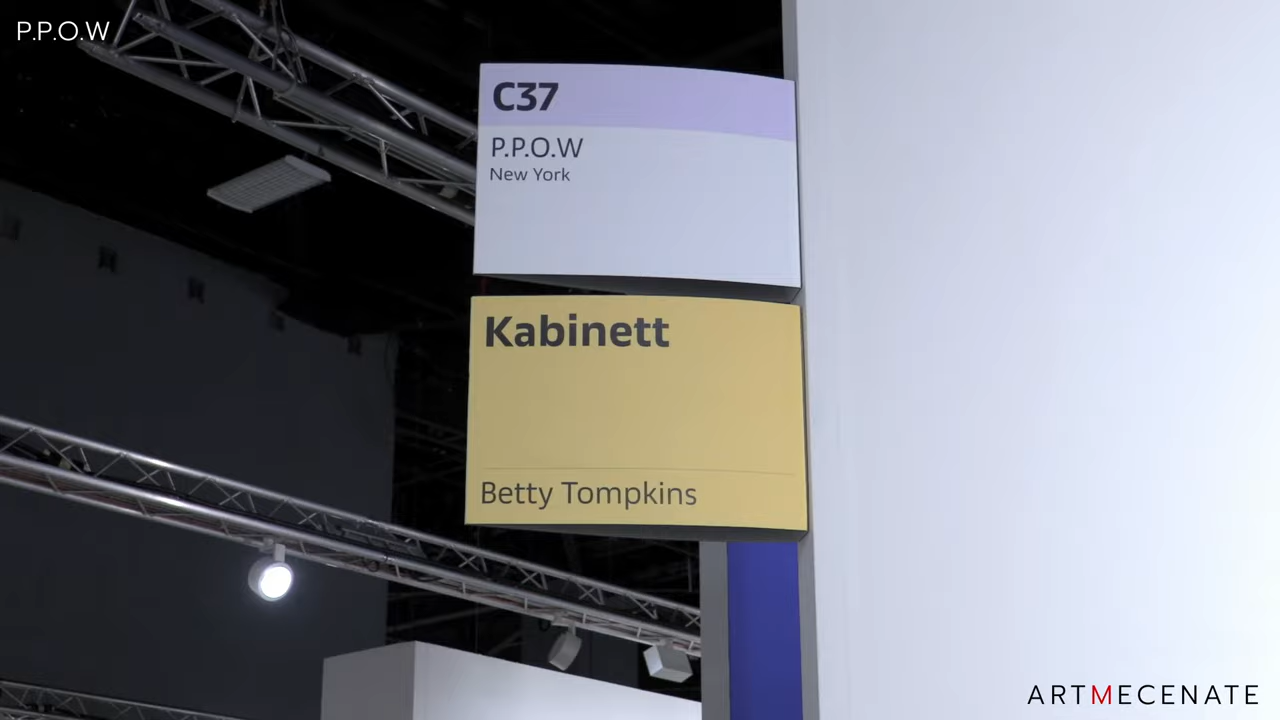 P.P.O.W
C37
P.P.O.W
New York
Kabinett
Betty Tompkins
ARTMECENATE